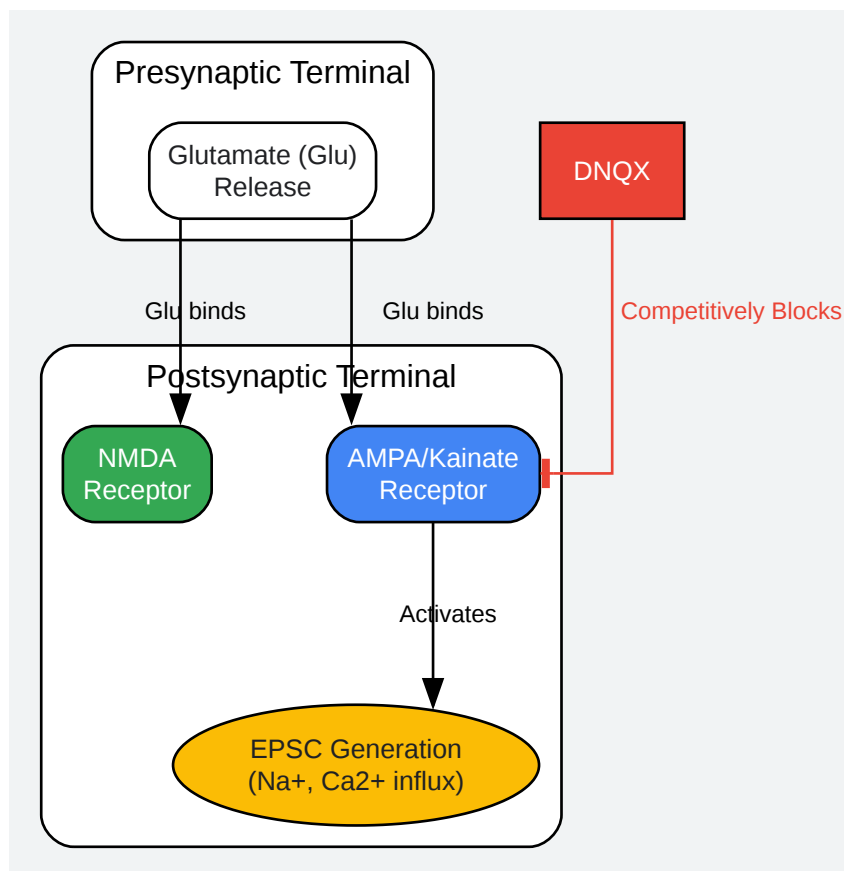 Presynaptic Terminal
Glutamate (Glu)
Release
DNQX
Glu binds
Glu binds
Competitively Blocks
Postsynaptic Terminal
NMDA
Receptor
AMPA/Kainate
Receptor
Activates
EPSC Generation
(Na+, Ca2+ influx)